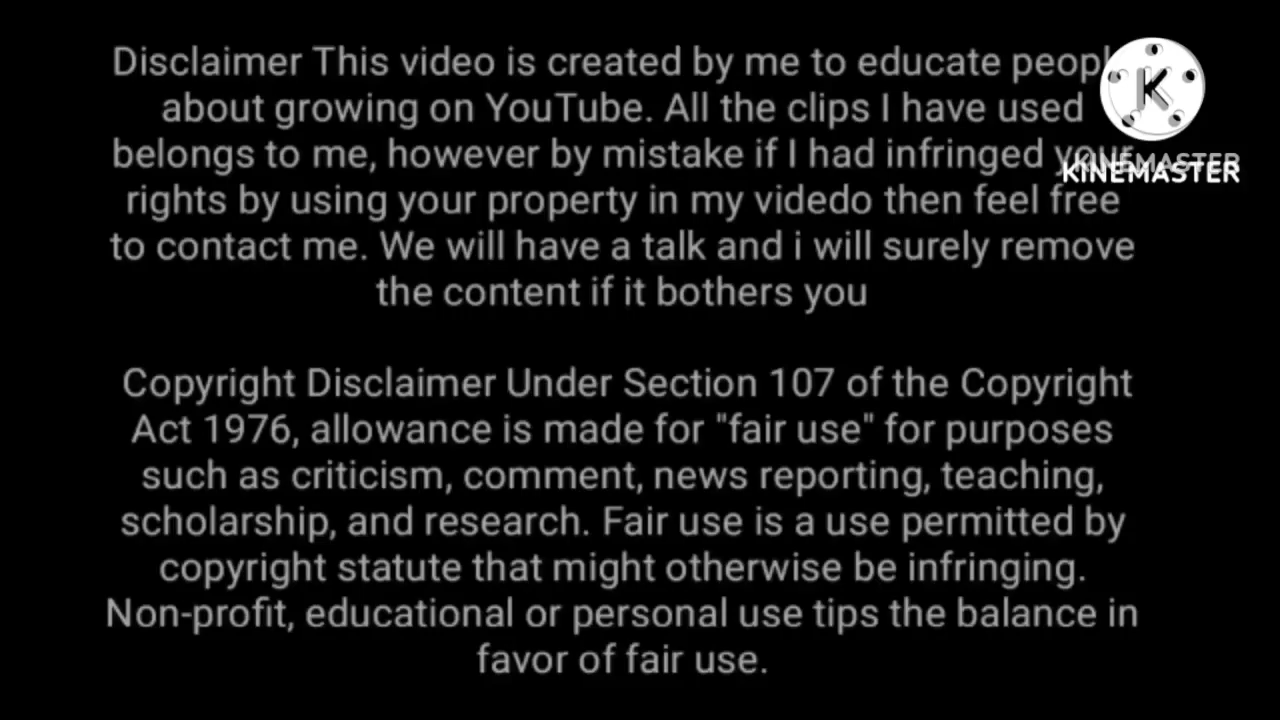 Disclaimer This video is created by me to educate people
about growing on YouTube. All the clips I have used
belongs to me, however by mistake if I had infringed your
rights by using your property in my videdo then feel free
to contact me. We will have a talk and i will surely remove
the content if it bothers you
Copyright Disclaimer Under Section 107 of the Copyright
Act 1976, allowance is made for "fair use" for purposes
such as criticism, comment, news reporting, teaching,
scholarship, and research. Fair use is a use permitted by
copyright statute that might otherwise be infringing.
Non-profit, educational or personal use tips the balance in
favor of fair use.
K
KINEMASTER